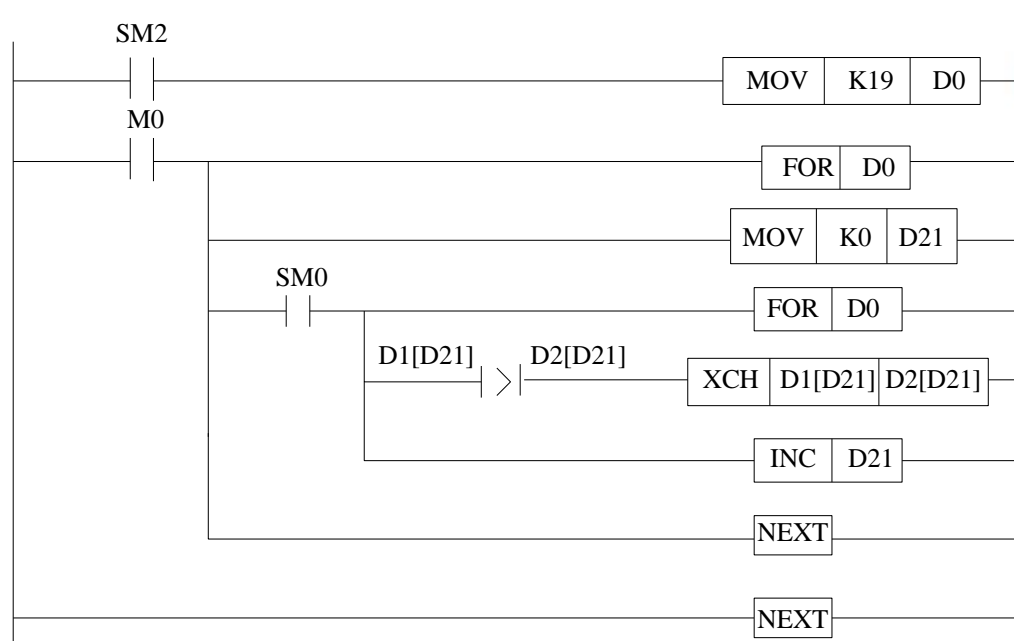 SM2
MOV K19 D0
M0
FOR D0
MOV K0 D21
SM0
FOR D0
D1[D21] > D2[D21] XCH D1[D21] D2[D21]
INC D21
NEXT
NEXT